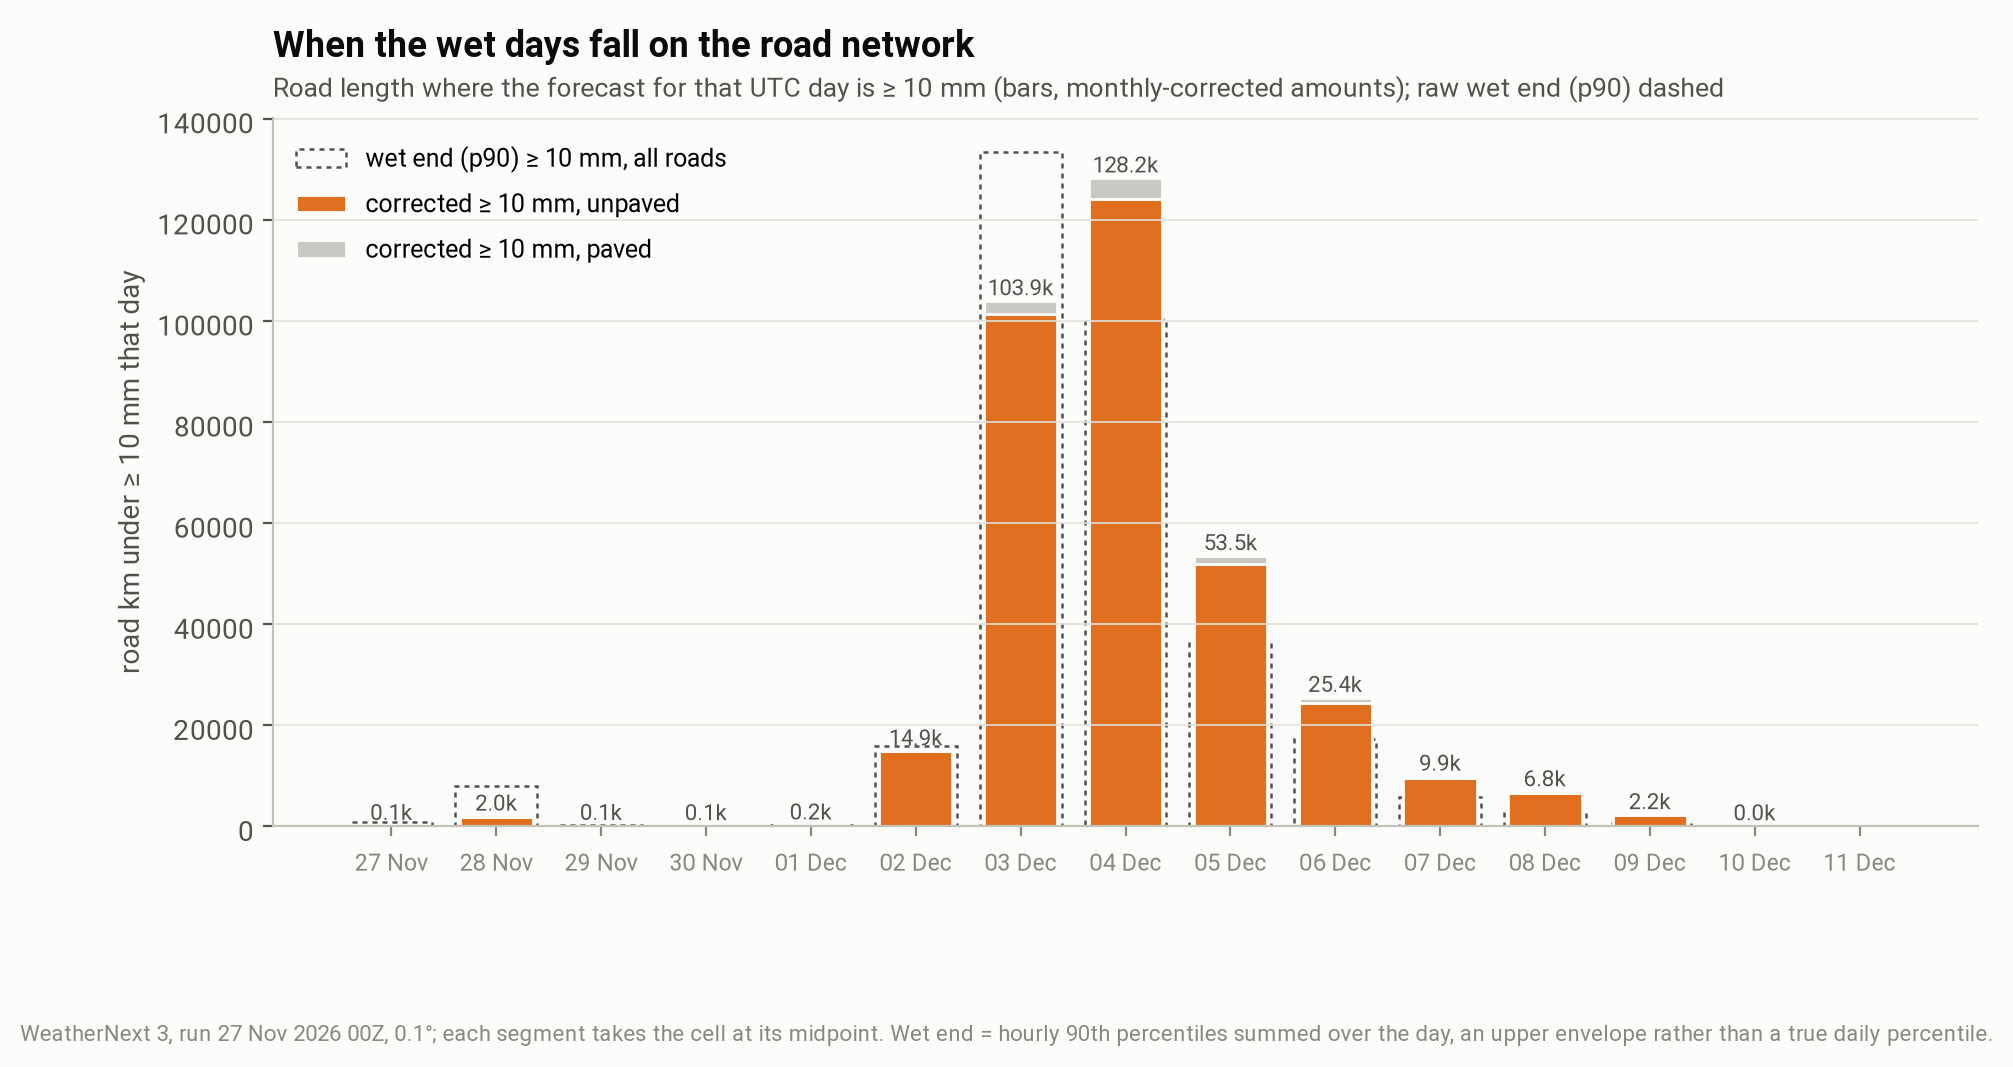 When the wet days fall on the road network
Road length where the forecast for that UTC day is ≥ 10 mm (bars, monthly-corrected amounts); raw wet end (p90) dashed
140000
120000
100000
80000
60000
40000
20000
0
road km under ≥ 10 mm that day
wet end (p90) ≥ 10 mm, all roads
corrected ≥ 10 mm, unpaved
corrected ≥ 10 mm, paved
0.1k
2.0k
0.1k
0.1k
0.2k
14.9k
103.9k
128.2k
53.5k
25.4k
9.9k
6.8k
2.2k
0.0k
27 Nov
28 Nov
29 Nov
30 Nov
01 Dec
02 Dec
03 Dec
04 Dec
05 Dec
06 Dec
07 Dec
08 Dec
09 Dec
10 Dec
11 Dec
WeatherNext 3, run 27 Nov 2026 00Z, 0.1°; each segment takes the cell at its midpoint. Wet end = hourly 90th percentiles summed over the day, an upper envelope rather than a true daily percentile.